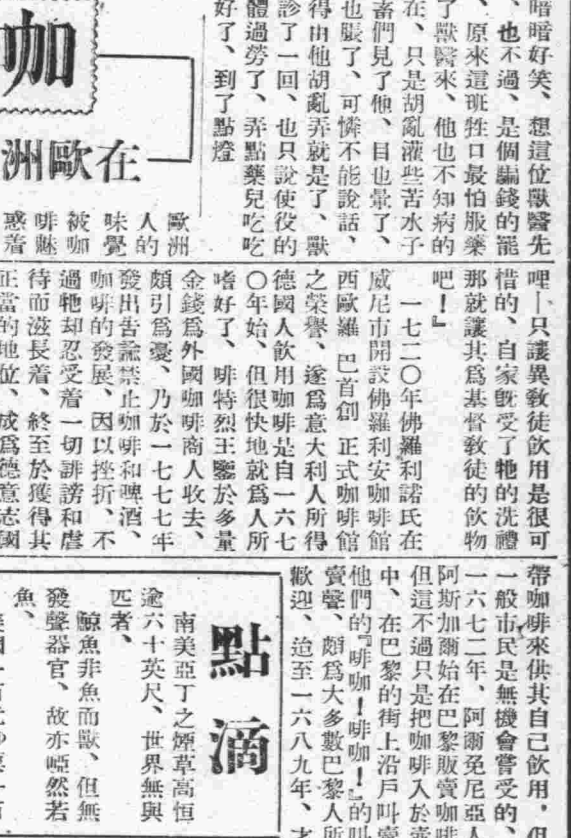 暗暗好笑、想這位獸醫先
、也不過、是個騙錢的罷
、原來這班牲口最怕服藥
了獸醫來、他也不知病的
在、只是胡亂灌些苦水子
畜們見了他、目也暈了、
也脹了、可憐不能說話、
得由他胡亂弄就是了、獸
診了一回、也只說使役的
體過勞了、弄點藥兒吃吃
好了、到了點燈
咖
在歐洲
歐洲
人的
味覺
被咖
啡魅
惑着
哩—只讓異教徒飲用是很可
惜的、自家既受了牠的洗禮
那就讓其爲基督教徒的飲物
吧！』
一七二〇年佛羅利諾氏在
威尼市開設佛羅利安咖啡館
西歐羅巴首創正式咖啡館
之榮譽、遂爲意大利人所得
德國人飲用咖啡是自一六七
〇年始、但很快地就爲人所
嗜好了、啡特烈王鑒於多量
金錢爲外國咖啡商人收去、
頗引爲憂、乃於一七七七年
發出告諭禁止咖啡和啤酒、
咖啡的發展、因以挫折、不
過牠却忍受着一切誹謗和虐
待而滋長着、終至於獲得其
正當的地位、成爲德意志國
帶咖啡來供其自己飲用，但
一般市民是無機會嘗受的
一六七二年、阿爾免尼亞人
阿斯加爾始在巴黎販賣咖啡
但這不過只是把咖啡入於壺
中、在巴黎的街上沿戶叫賣
他們的『啡咖！啡咖！』的叫
賣聲、頗爲大多數巴黎人所
歡迎、迨至一六八九年、才
點滴
南美亞丁之煙草高恒
逾六十英尺、世界無與
匹者、
鯨魚非魚而獸、但無
發聲器官、故亦啞然若
魚、